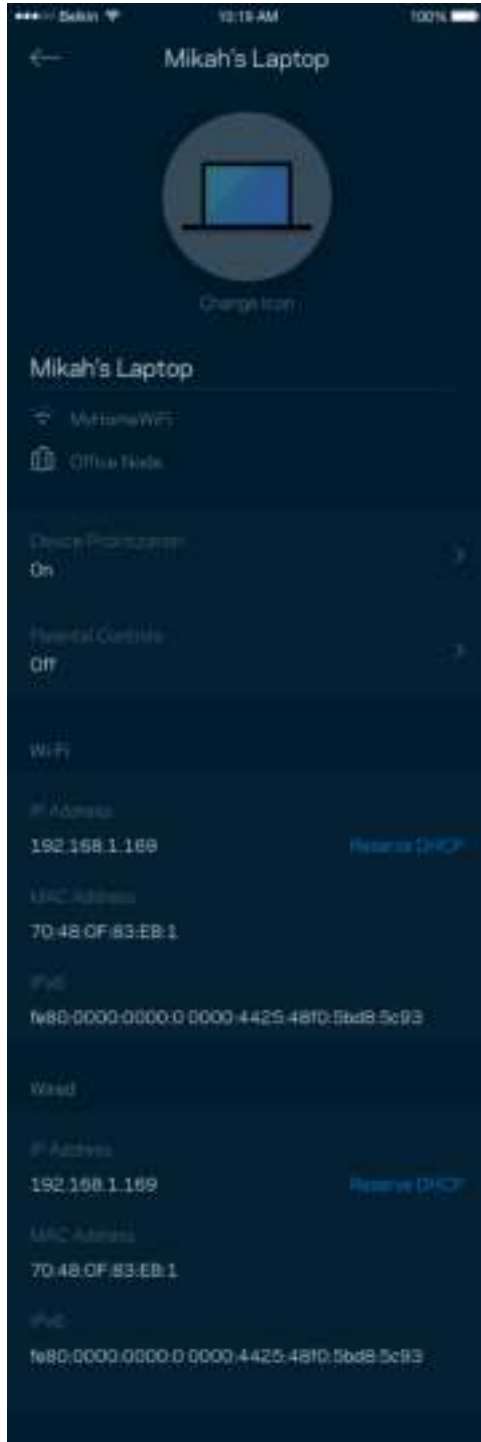 Belkin 10:19 AM 100%
Mikah's Laptop
Change Icon
Mikah's Laptop
MyHomeWiFi
Office Node
Device Prioritization
On
Parental Controls
Off
Wi-Fi
IP Address
192.168.1.169 Reserve DHCP
MAC Address
70:48:0F:83:EB:1
IPv6
fe80:0000:0000:0:0000:4425:48f0:5bd8:5c93
Wired
IP Address
192.168.1.169 Reserve DHCP
MAC Address
70:48:0F:83:EB:1
IPv6
fe80:0000:0000:0:0000:4425:48f0:5bd8:5c93